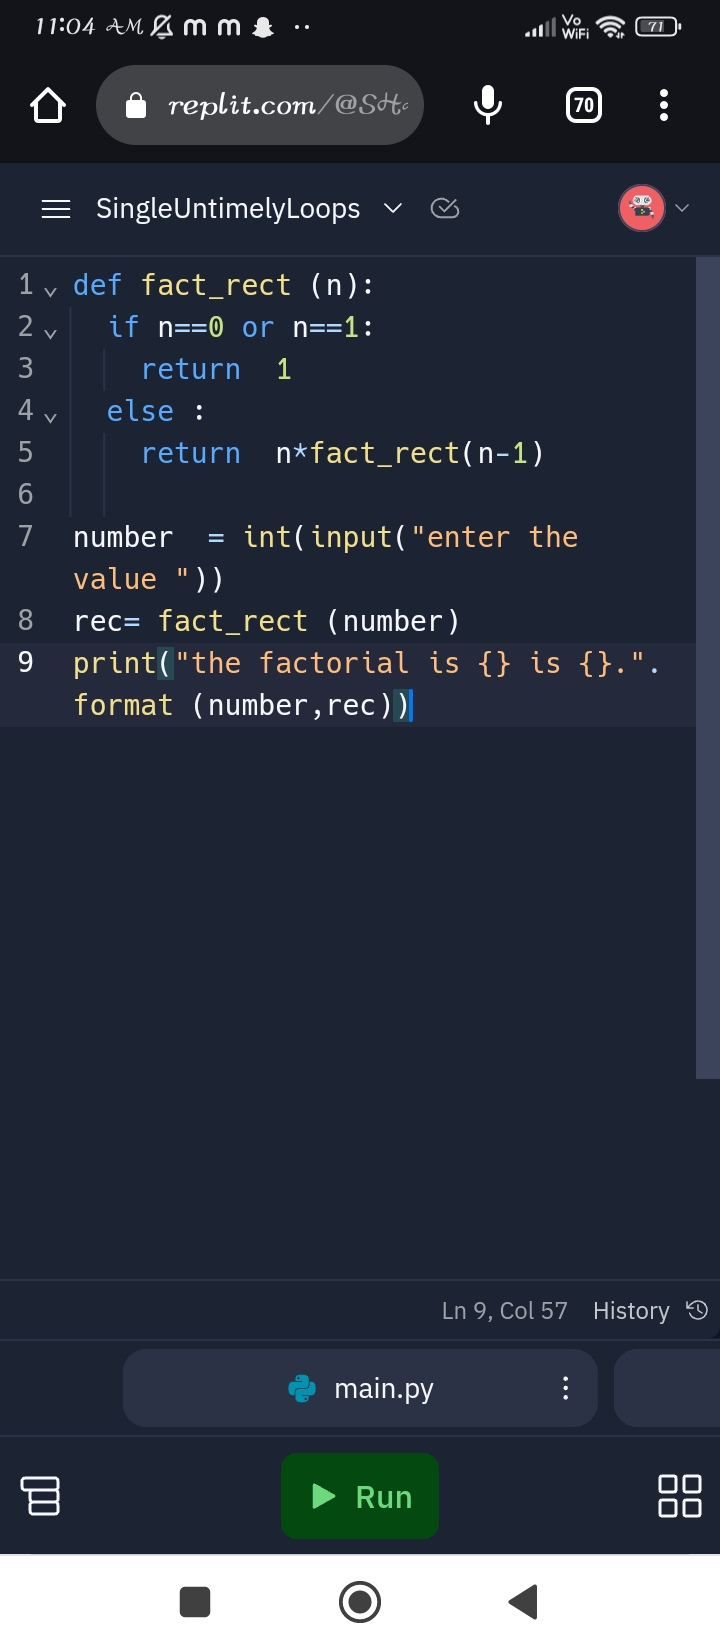 11:04 AM
Vo
WiFi
71
replit.com/@SHa
70
SingleUntimelyLoops
1 def fact_rect (n):
2 if n==0 or n==1:
3 return  1
4 else :
5 return  n*fact_rect(n-1)
6
7 number  = int(input("enter the
value "))
8 rec= fact_rect (number)
9 print("the factorial is {} is {}.".
format (number,rec))
Ln 9, Col 57 History
main.py
Run